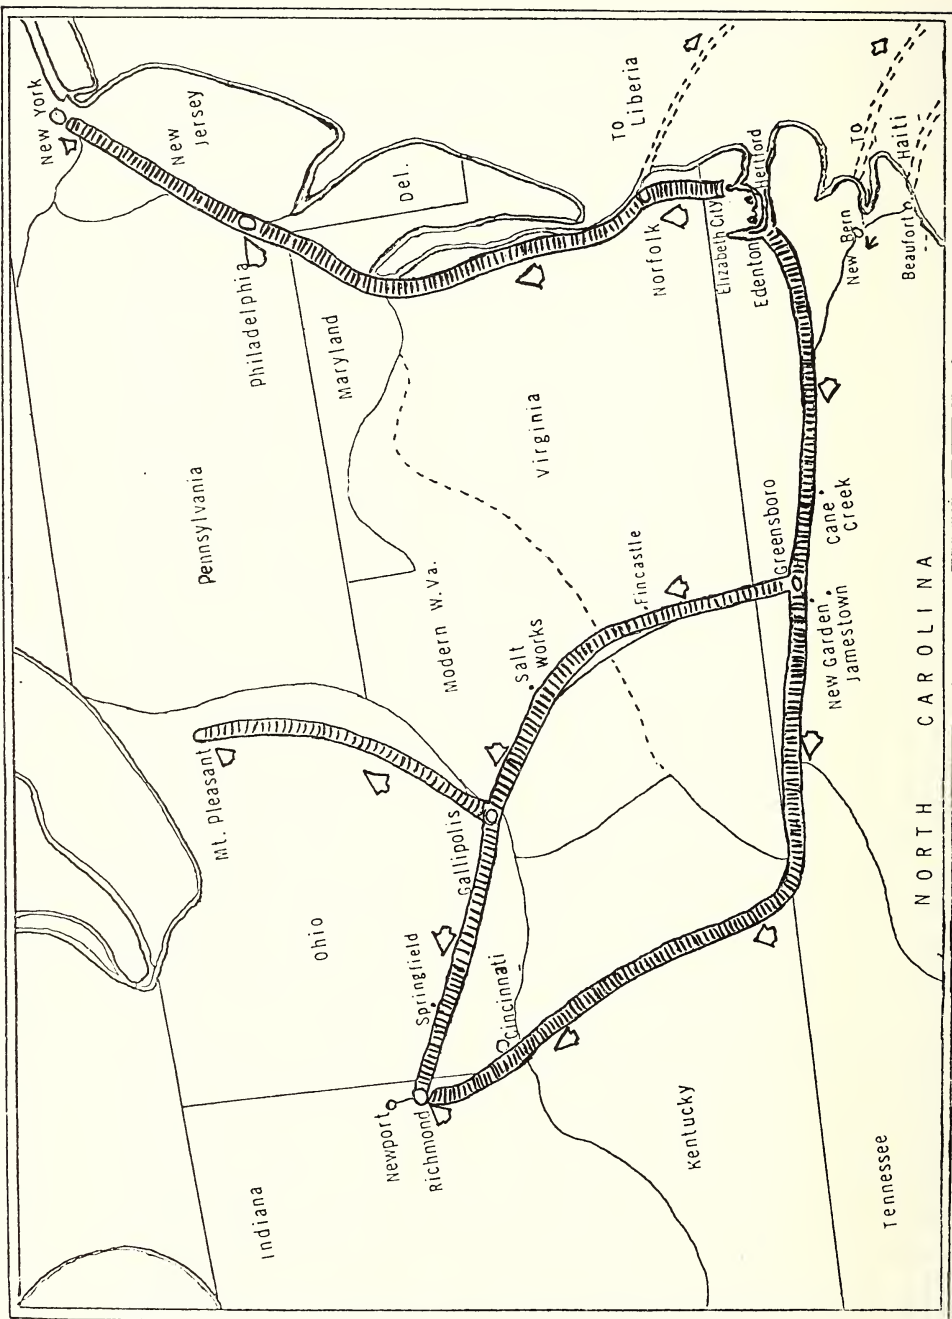 New York
New
Jersey
Philadelphia
Del.
Pennsylvania
Maryland
TO
Liberia
Norfolk
Virginia
Modern W. Va.
Mt. Pleasant
Ohio
Indiana
Newport
Richmond
Springfield
Cincinnati
Gallipolis
Salt
works
Fincastle
Elizabeth City
Hertford
Edenton
TO
Haiti
New Bern
Beaufort
Greensboro
Cane
Creek
New Garden
Jamestown
Kentucky
Tennessee
NORTH CAROLINA